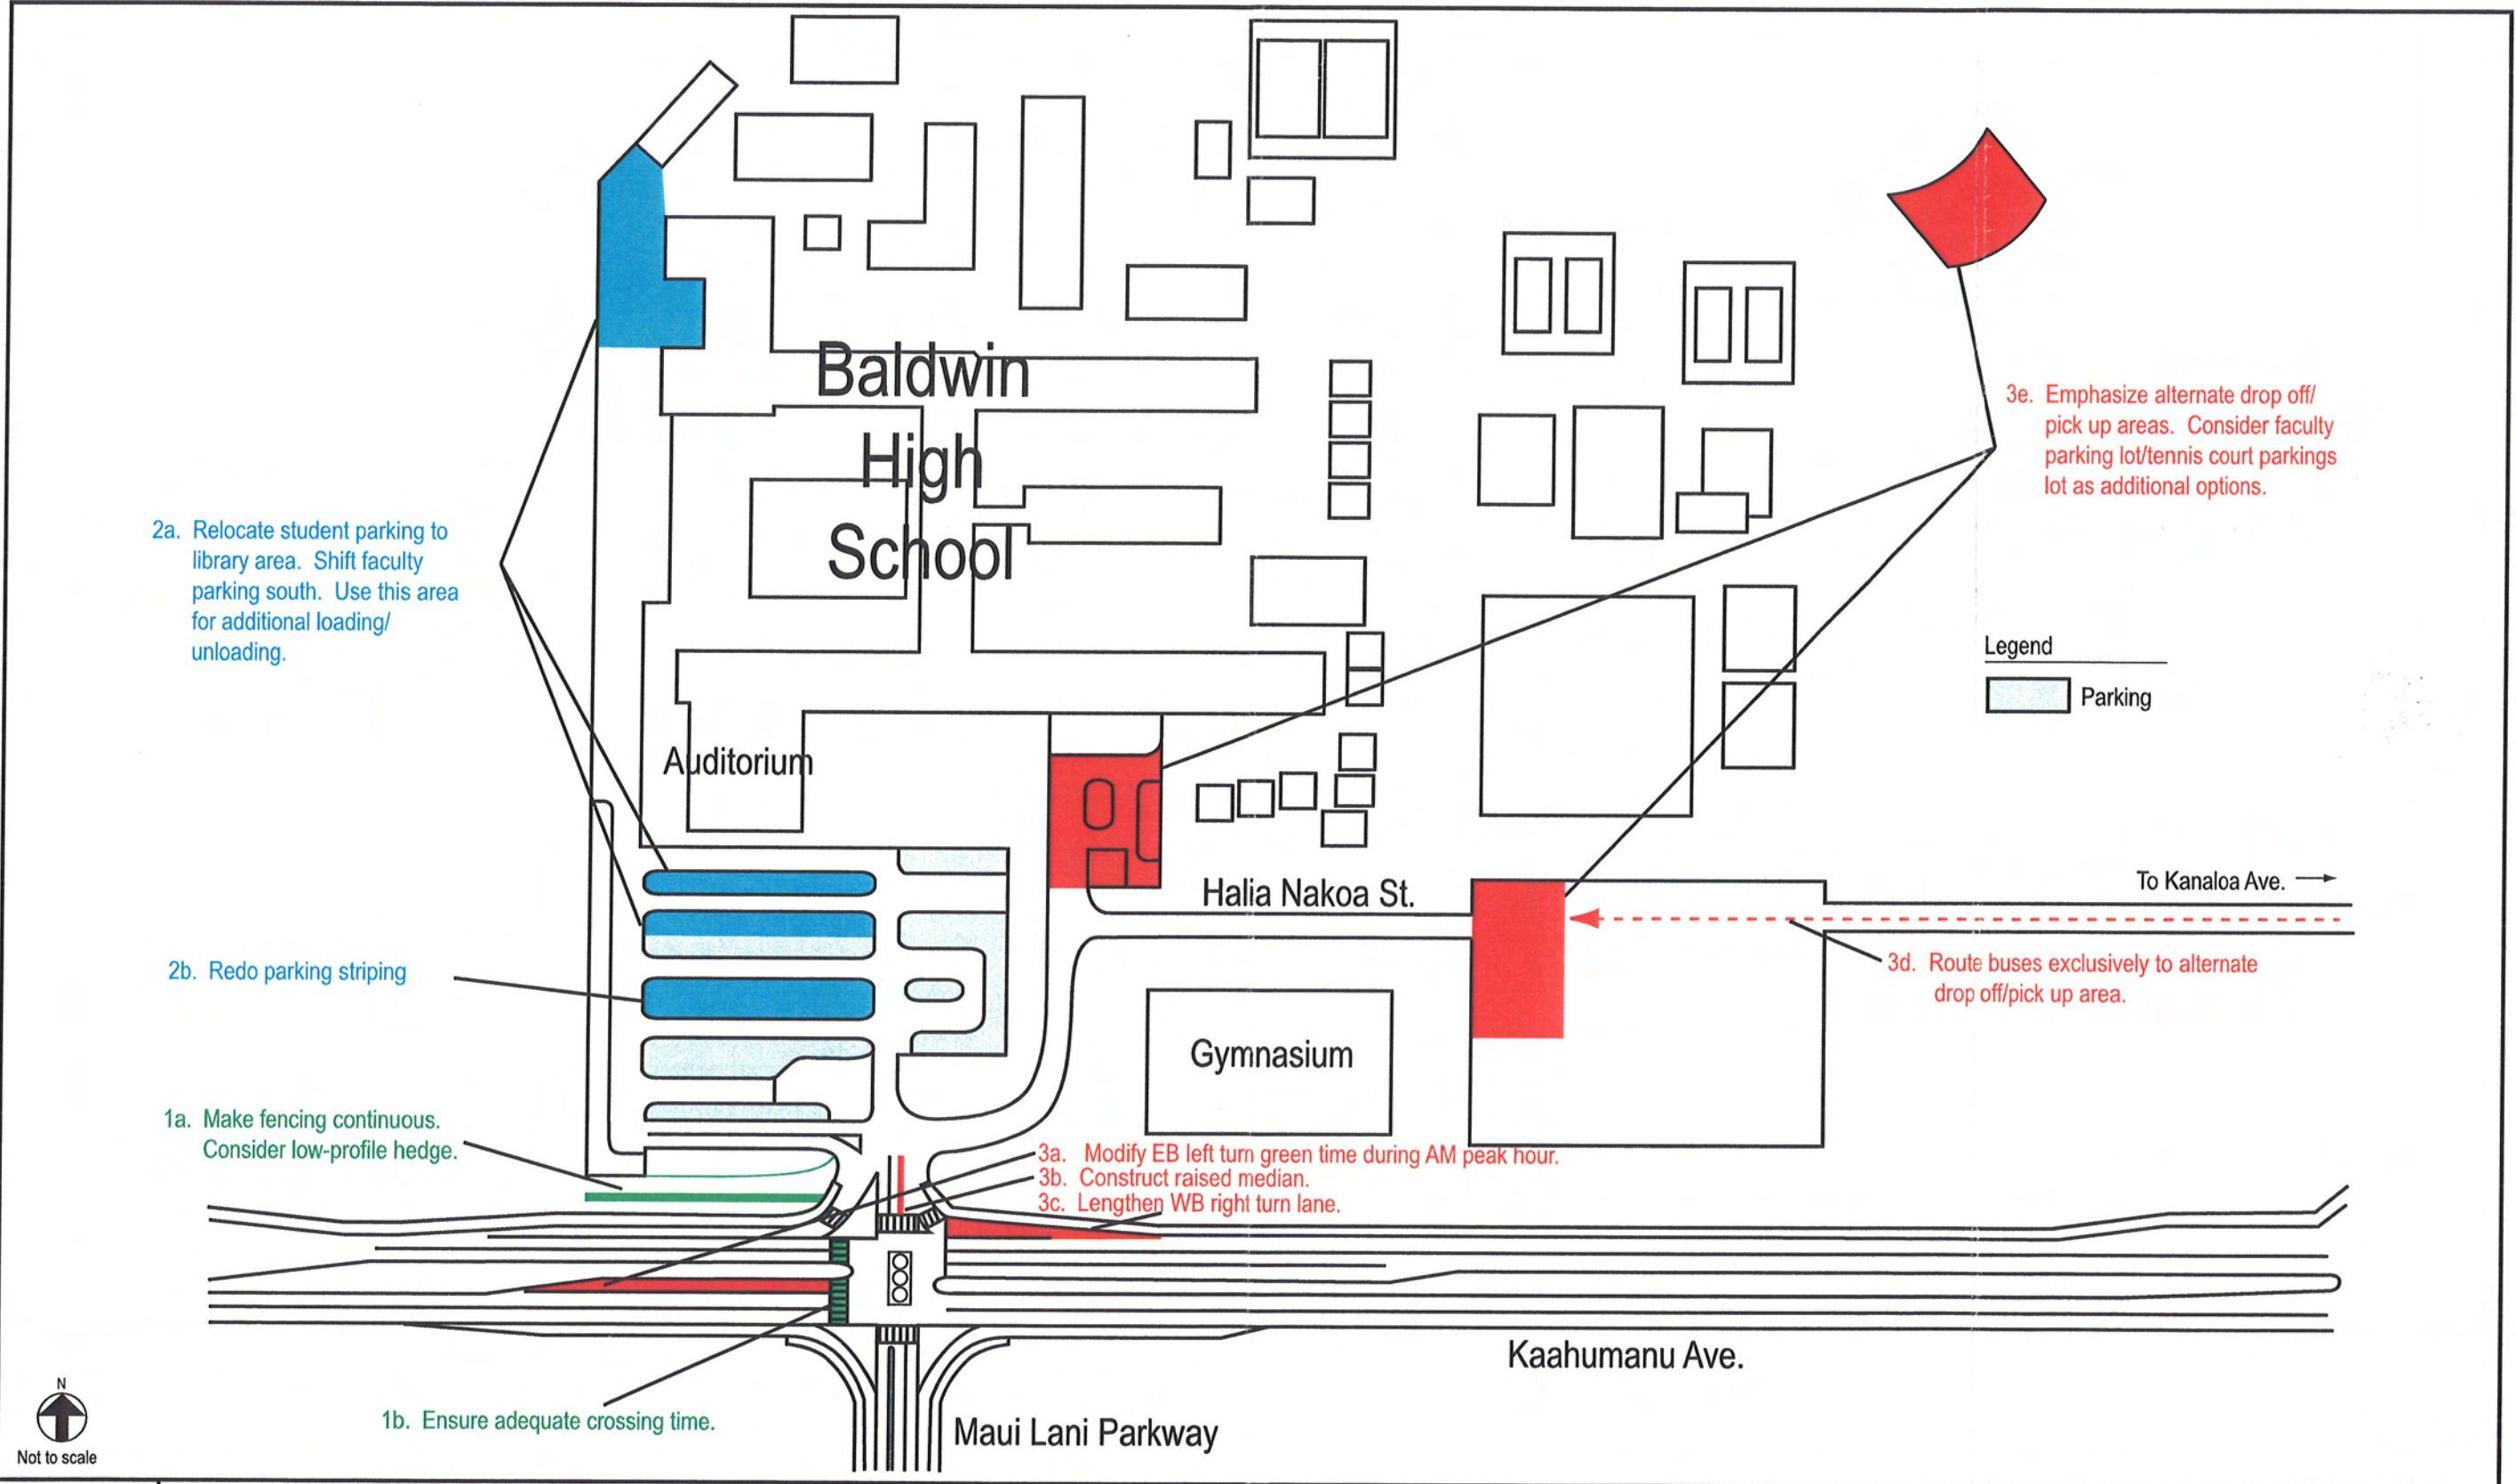 Baldwin
High
School
3e. Emphasize alternate drop off/
pick up areas. Consider faculty
parking lot/tennis court parkings
lot as additional options.
2a. Relocate student parking to
library area. Shift faculty
parking south. Use this area
for additional loading/
unloading.
Legend
Parking
Auditorium
Halia Nakoa St.
To Kanaloa Ave.
2b. Redo parking striping
3d. Route buses exclusively to alternate
drop off/pick up area.
Gymnasium
1a. Make fencing continuous.
Consider low-profile hedge.
3a. Modify EB left turn green time during AM peak hour.
3b. Construct raised median.
3c. Lengthen WB right turn lane.
Kaahumanu Ave.
1b. Ensure adequate crossing time.
Maui Lani Parkway
N
Not to scale